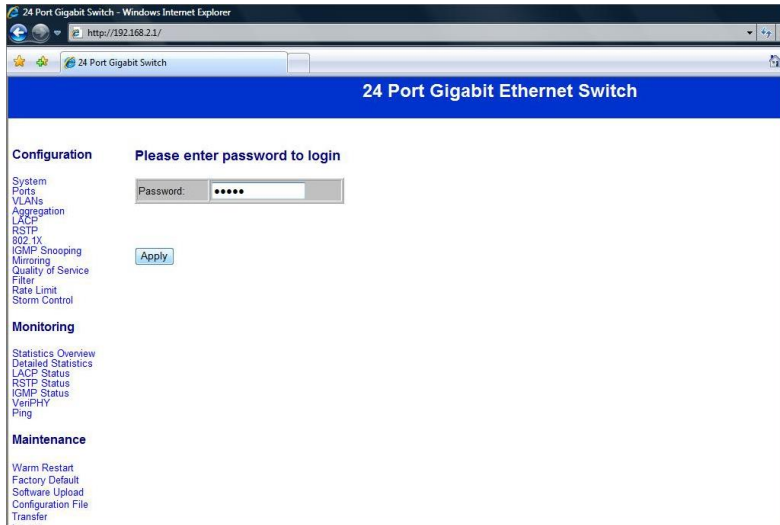 24 Port Gigabit Switch - Windows Internet Explorer
http://192.168.2.1/
24 Port Gigabit Switch
24 Port Gigabit Ethernet Switch
Configuration
System
Ports
VLANs
Aggregation
LACP
RSTP
802.1X
IGMP Snooping
Mirroring
Quality of Service
Filter
Rate Limit
Storm Control
Monitoring
Statistics Overview
Detailed Statistics
LACP Status
RSTP Status
IGMP Status
VeriPHY
Ping
Maintenance
Warm Restart
Factory Default
Software Upload
Configuration File
Transfer
Please enter password to login
Password: •••••
Apply